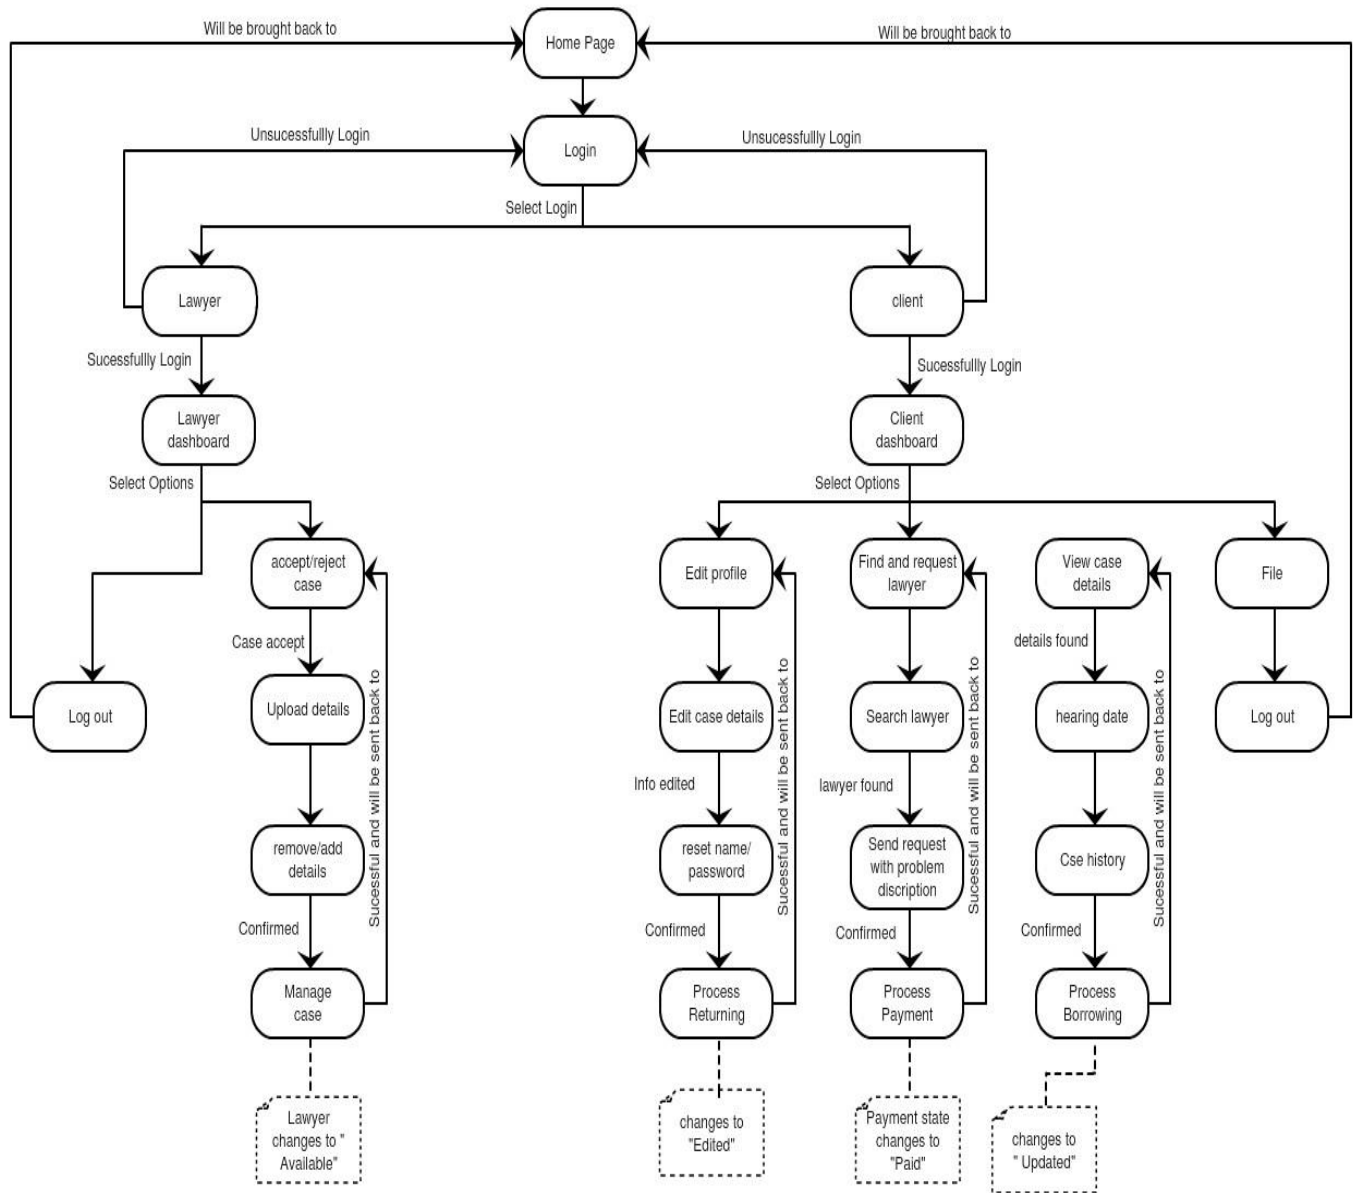 Will be brought back to
Home Page
Will be brought back to
Unsucessfullly Login
Login
Unsucessfullly Login
Select Login
Lawyer
client
Sucessfullly Login
Sucessfullly Login
Lawyer
dashboard
Client
dashboard
Select Options
Select Options
accept/reject
case
Edit profile
Find and request
lawyer
View case
details
File
Case accept
details found
Log out
Upload details
Sucessful and will be sent back to
Edit case details
Sucessful and will be sent back to
Search lawyer
Sucessful and will be sent back to
hearing date
Sucessful and will be sent back to
Log out
Info edited
lawyer found
remove/add
details
reset name/
password
Send request
with problem
discription
Cse history
Confirmed
Confirmed
Confirmed
Confirmed
Manage
case
Process
Returning
Process
Payment
Process
Borrowing
Lawyer
changes to "
Available"
changes to
"Edited"
Payment state
changes to
"Paid"
changes to
" Updated"